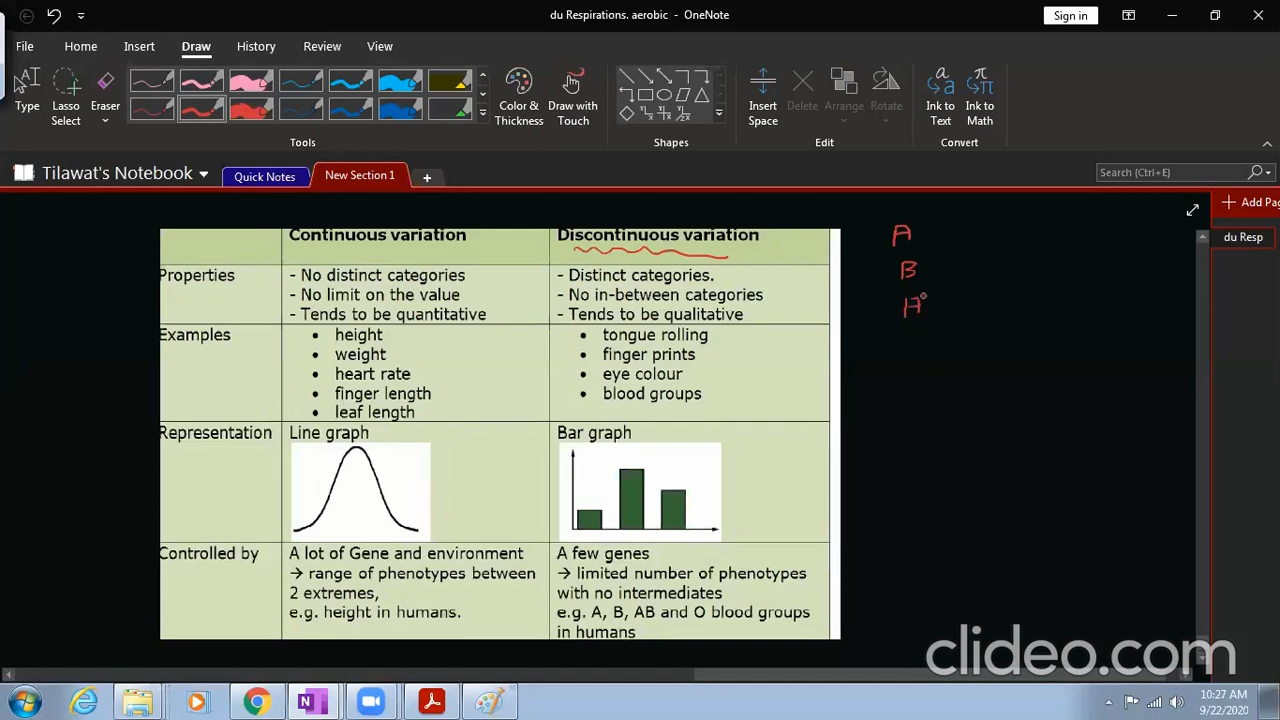 du Respirations. aerobic - OneNote
Sign in
File Home Insert Draw History Review View
Type
Lasso Select
Eraser
Color & Thickness
Draw with Touch
Insert Space
Delete
Arrange
Rotate
Ink to Text
Ink to Math
Tools
Shapes
Edit
Convert
Tilawat's Notebook
Quick Notes
New Section 1
Search (Ctrl+E)
Add Pag
du Resp
Continuous variation Discontinuous variation
Properties
- No distinct categories
- No limit on the value
- Tends to be quantitative
- Distinct categories.
- No in-between categories
- Tends to be qualitative
Examples
• height
• weight
• heart rate
• finger length
• leaf length
• tongue rolling
• finger prints
• eye colour
• blood groups
Representation
Line graph
Bar graph
Controlled by
A lot of Gene and environment
→ range of phenotypes between
2 extremes,
e.g. height in humans.
A few genes
→ limited number of phenotypes
with no intermediates
e.g. A, B, AB and O blood groups
in humans
A
B
A
clideo.com
10:27 AM
9/22/2020